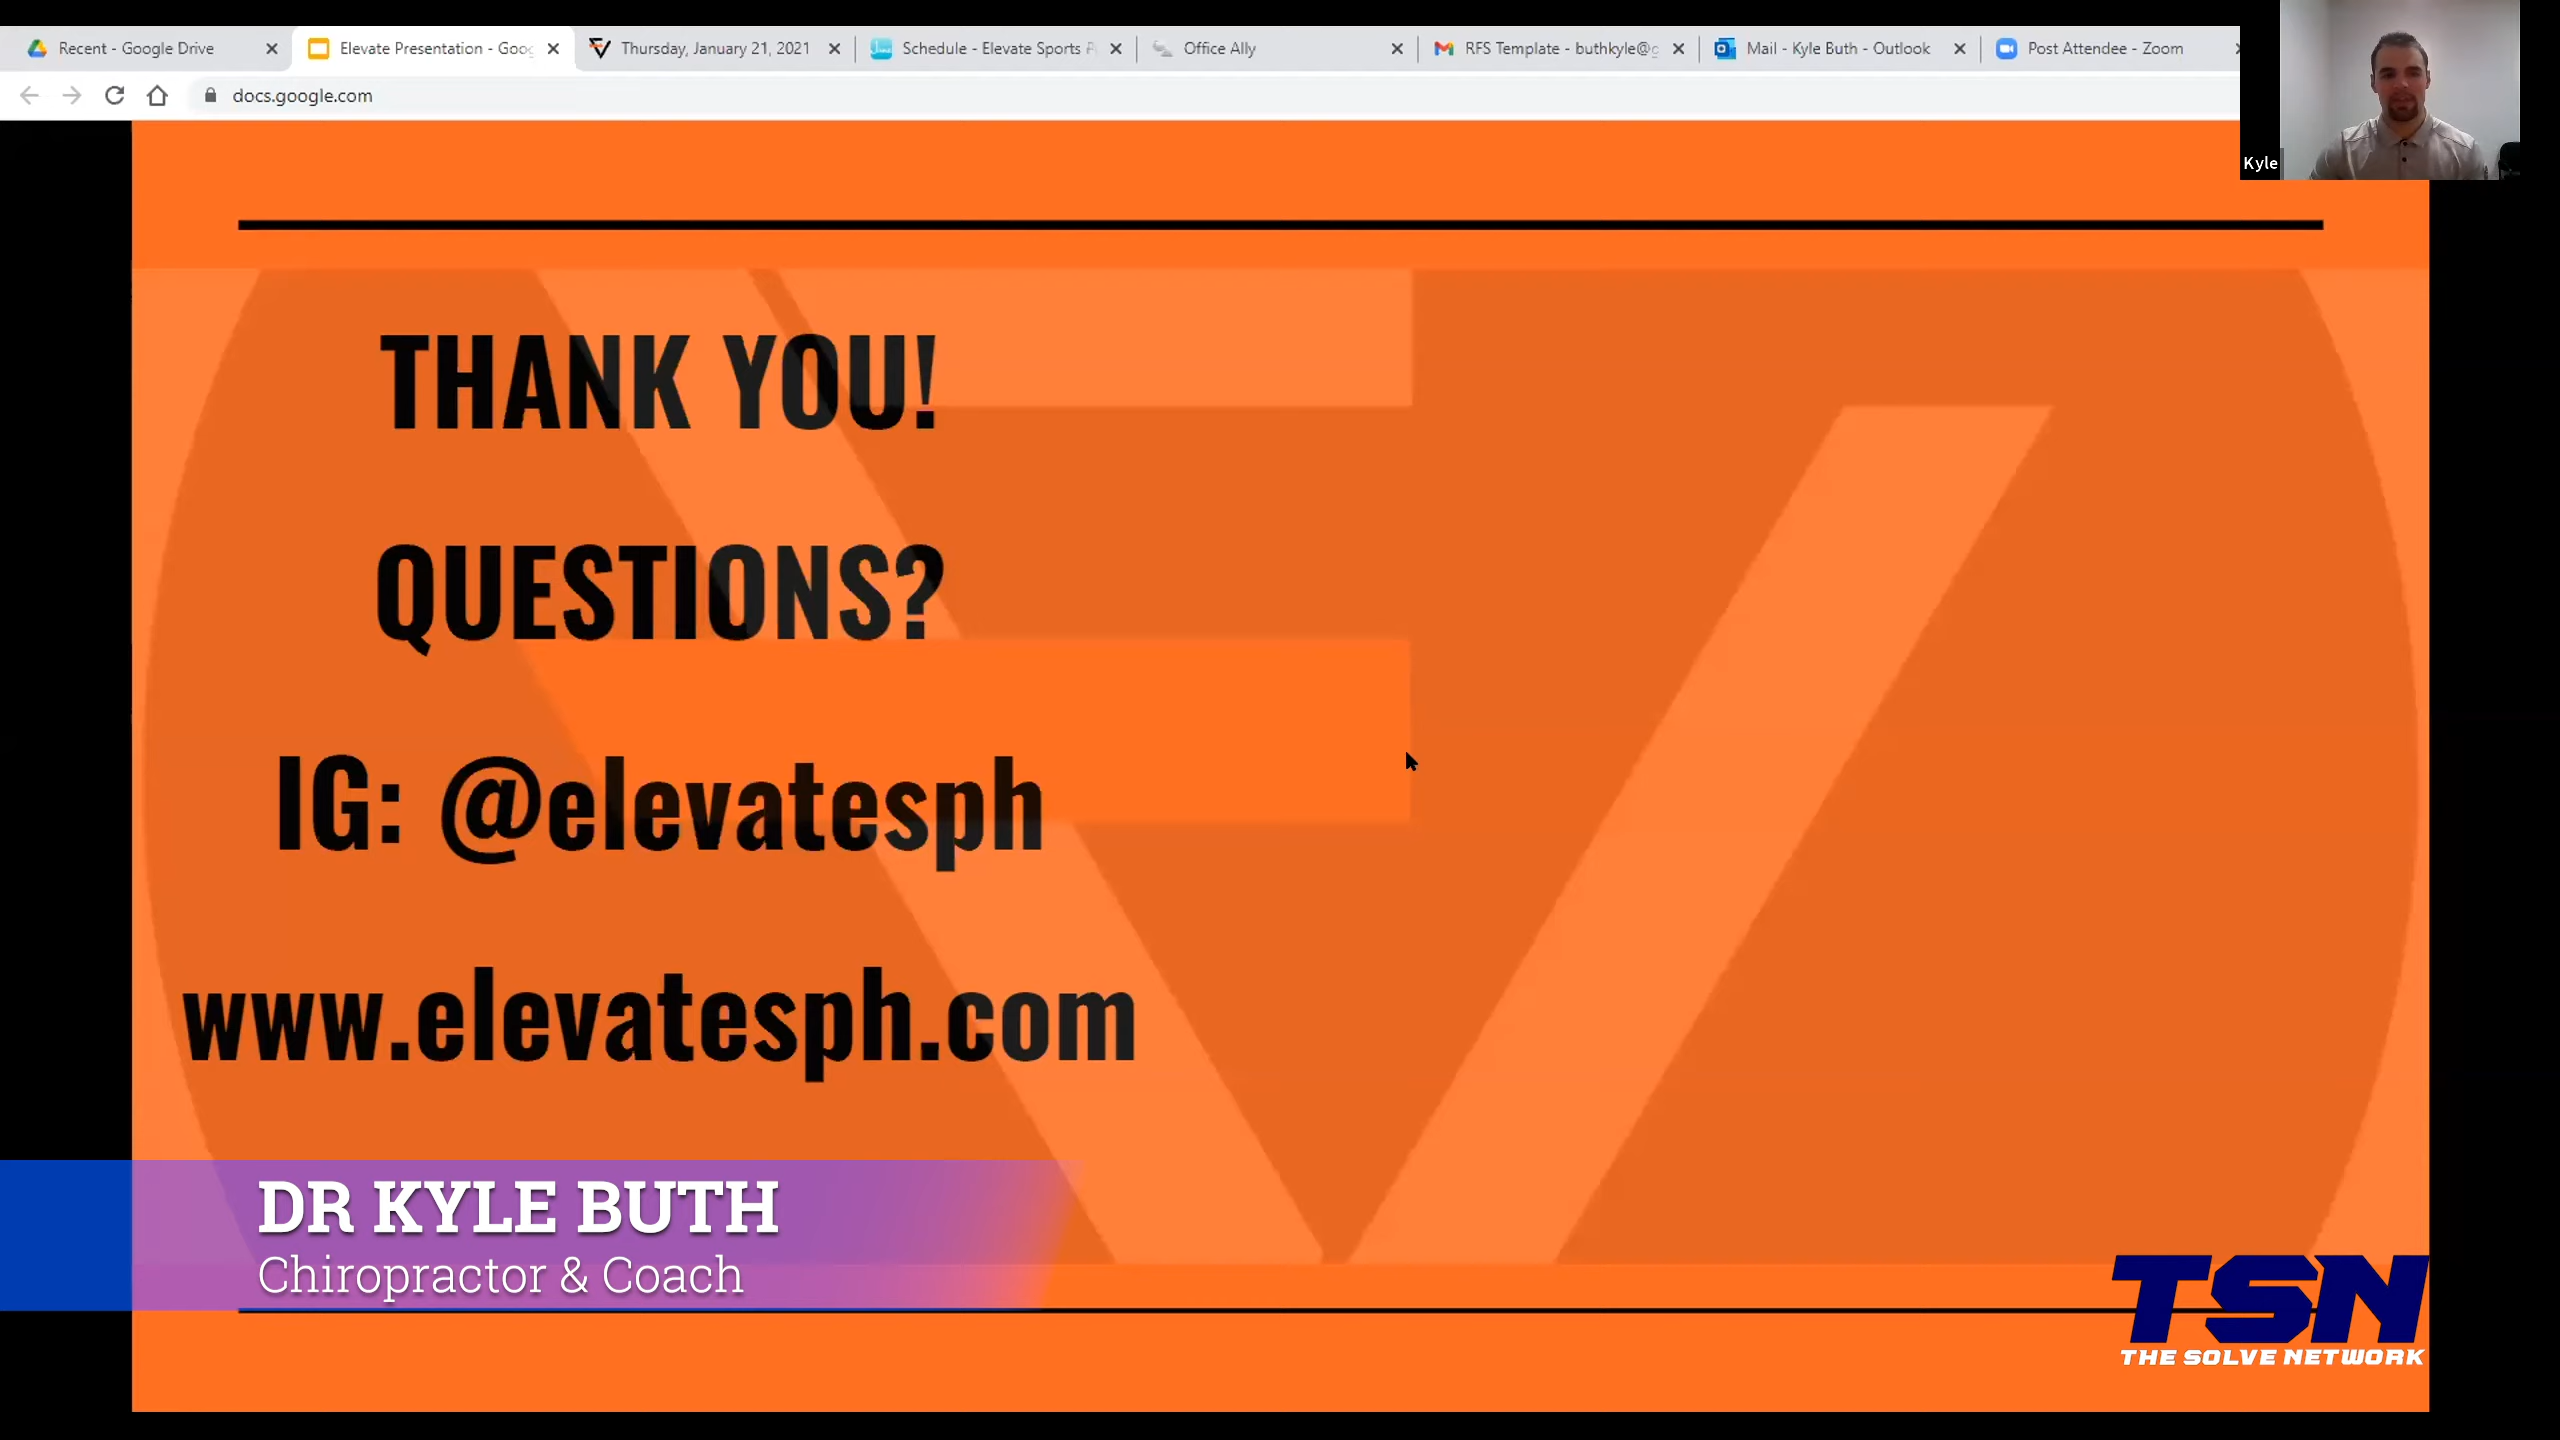 Recent - Google Drive
Elevate Presentation - Goog
Thursday, January 21, 2021
Schedule - Elevate Sports P
Office Ally
RFS Template - buthkyle@g
Mail - Kyle Buth - Outlook
Post Attendee - Zoom
docs.google.com
Kyle
THANK YOU!
QUESTIONS?
IG: @elevatesph
www.elevatesph.com
DR KYLE BUTH
Chiropractor & Coach
TSN
THE SOLVE NETWORK